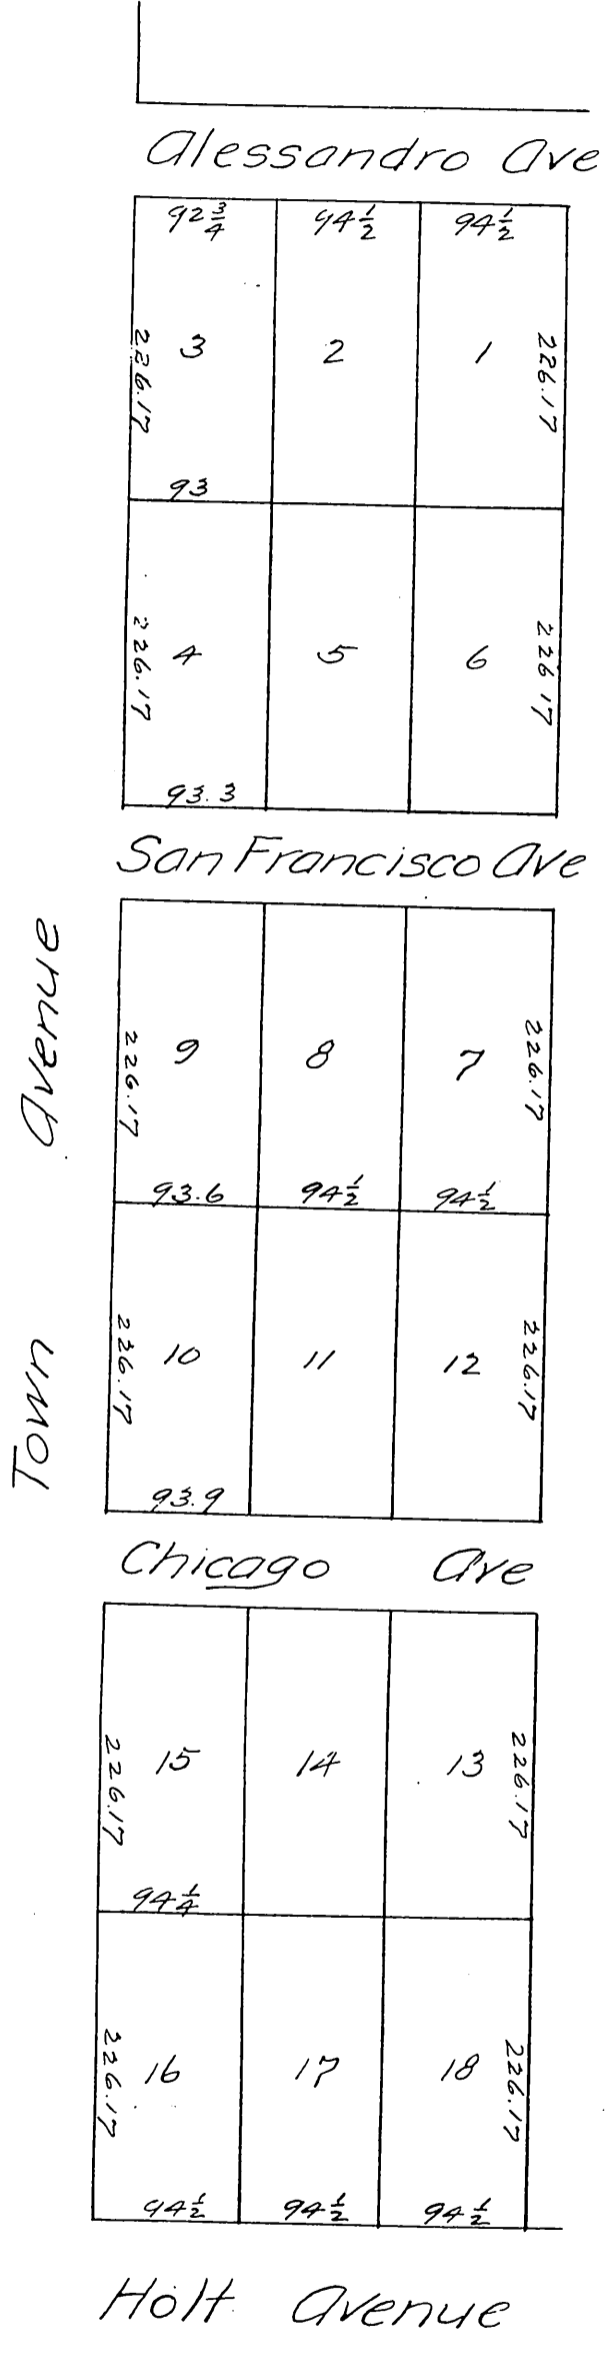 Alessandro Ave
92 3/4 94 1/2 94 1/2
226.17 3 2 1 226.17
93
226.17 4 5 6 226 17
93.3
San Francisco Ave
Town Avenue
226.17 9 8 7 226.17
93.6 94 1/2 94 1/2
226.17 10 11 12 226.17
93.9
Chicago Ave
226.17 15 14 13 226.17
94 1/4
226.17 16 17 18 226.17
94 1/2 94 1/2 94 1/2
Holt Avenue